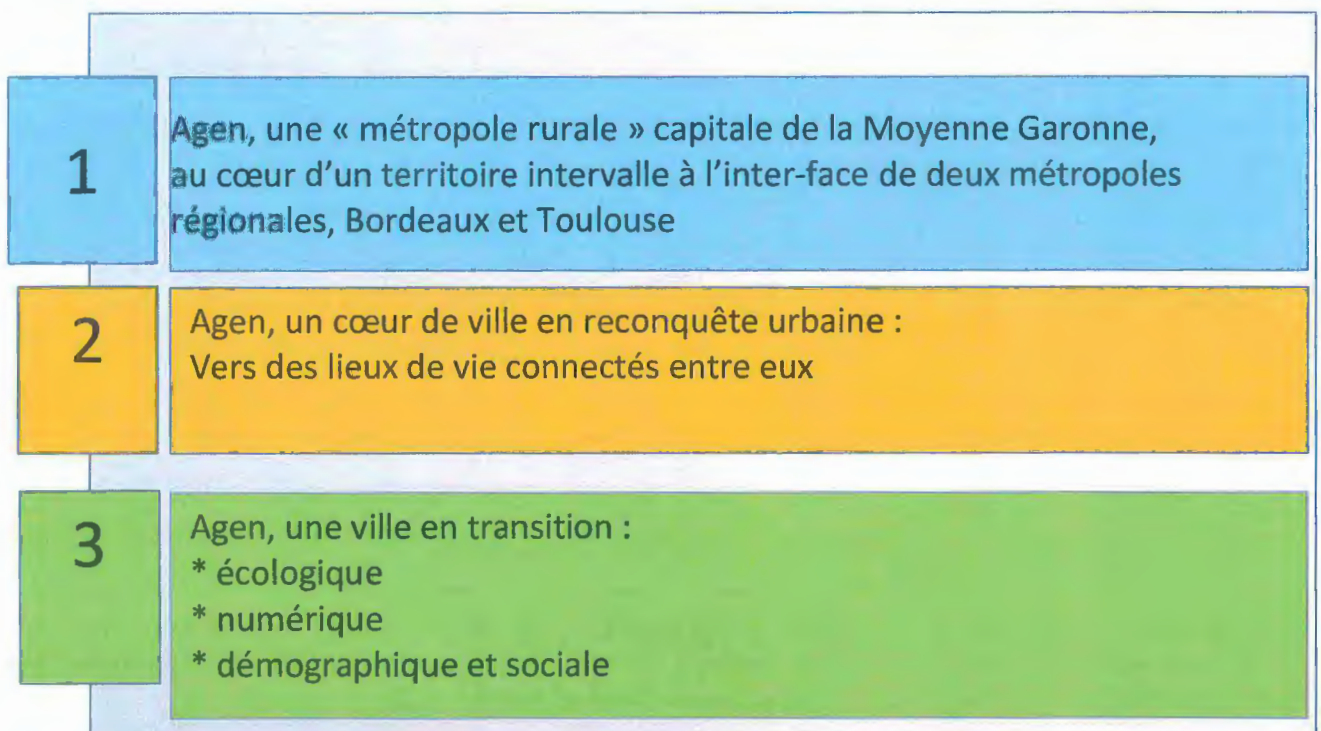 1
Agen, une « métropole rurale » capitale de la Moyenne Garonne,
au cœur d'un territoire intervalle à l'inter-face de deux métropoles
régionales, Bordeaux et Toulouse
2
Agen, un cœur de ville en reconquête urbaine :
Vers des lieux de vie connectés entre eux
3
Agen, une ville en transition :
* écologique
* numérique
* démographique et sociale